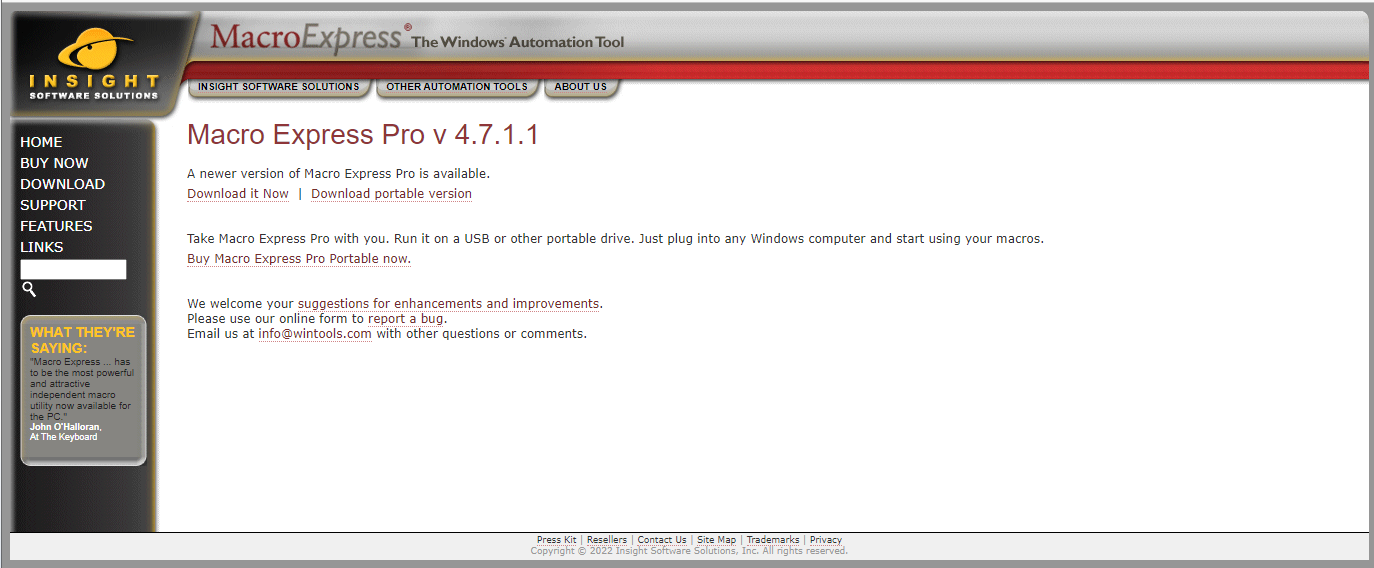 INSIGHT
SOFTWARE SOLUTIONS
MacroExpress® The Windows® Automation Tool
INSIGHT SOFTWARE SOLUTIONS
OTHER AUTOMATION TOOLS
ABOUT US
HOME
BUY NOW
DOWNLOAD
SUPPORT
FEATURES
LINKS
WHAT THEY'RE
SAYING:
"Macro Express ... has
to be the most powerful
and attractive
independent macro
utility now available for
the PC."
John O'Halloran,
At The Keyboard
Macro Express Pro v 4.7.1.1
A newer version of Macro Express Pro is available.
Download it Now | Download portable version
Take Macro Express Pro with you. Run it on a USB or other portable drive. Just plug into any Windows computer and start using your macros.
Buy Macro Express Pro Portable now.
We welcome your suggestions for enhancements and improvements.
Please use our online form to report a bug.
Email us at info@wintools.com with other questions or comments.
Press Kit | Resellers | Contact Us | Site Map | Trademarks | Privacy
Copyright © 2022 Insight Software Solutions, Inc. All rights reserved.